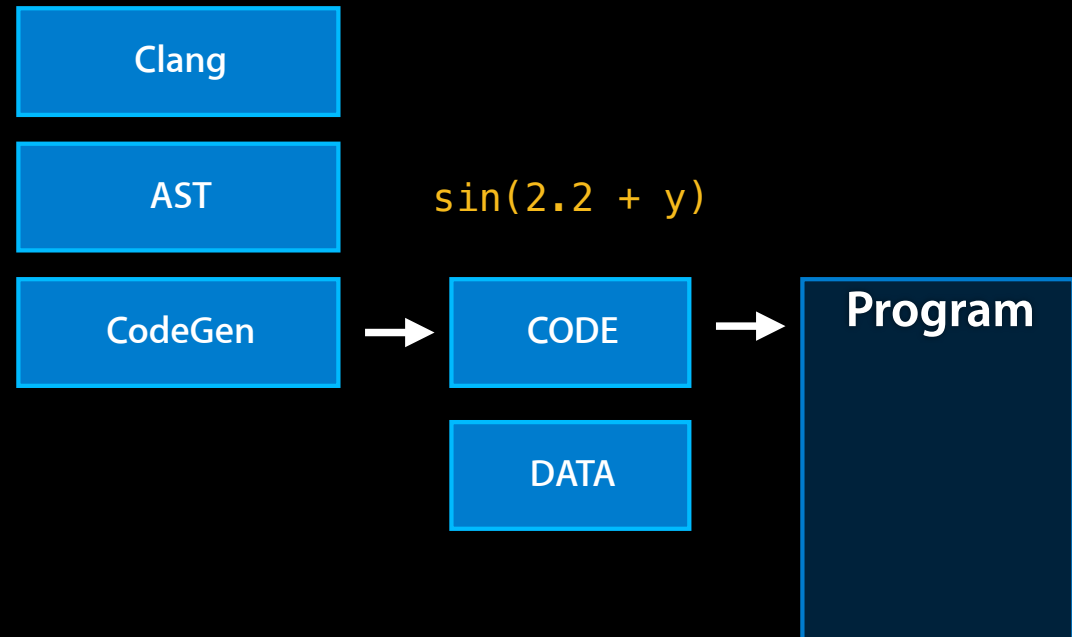 Clang
AST
sin(2.2 + y)
CodeGen
CODE
Program
DATA